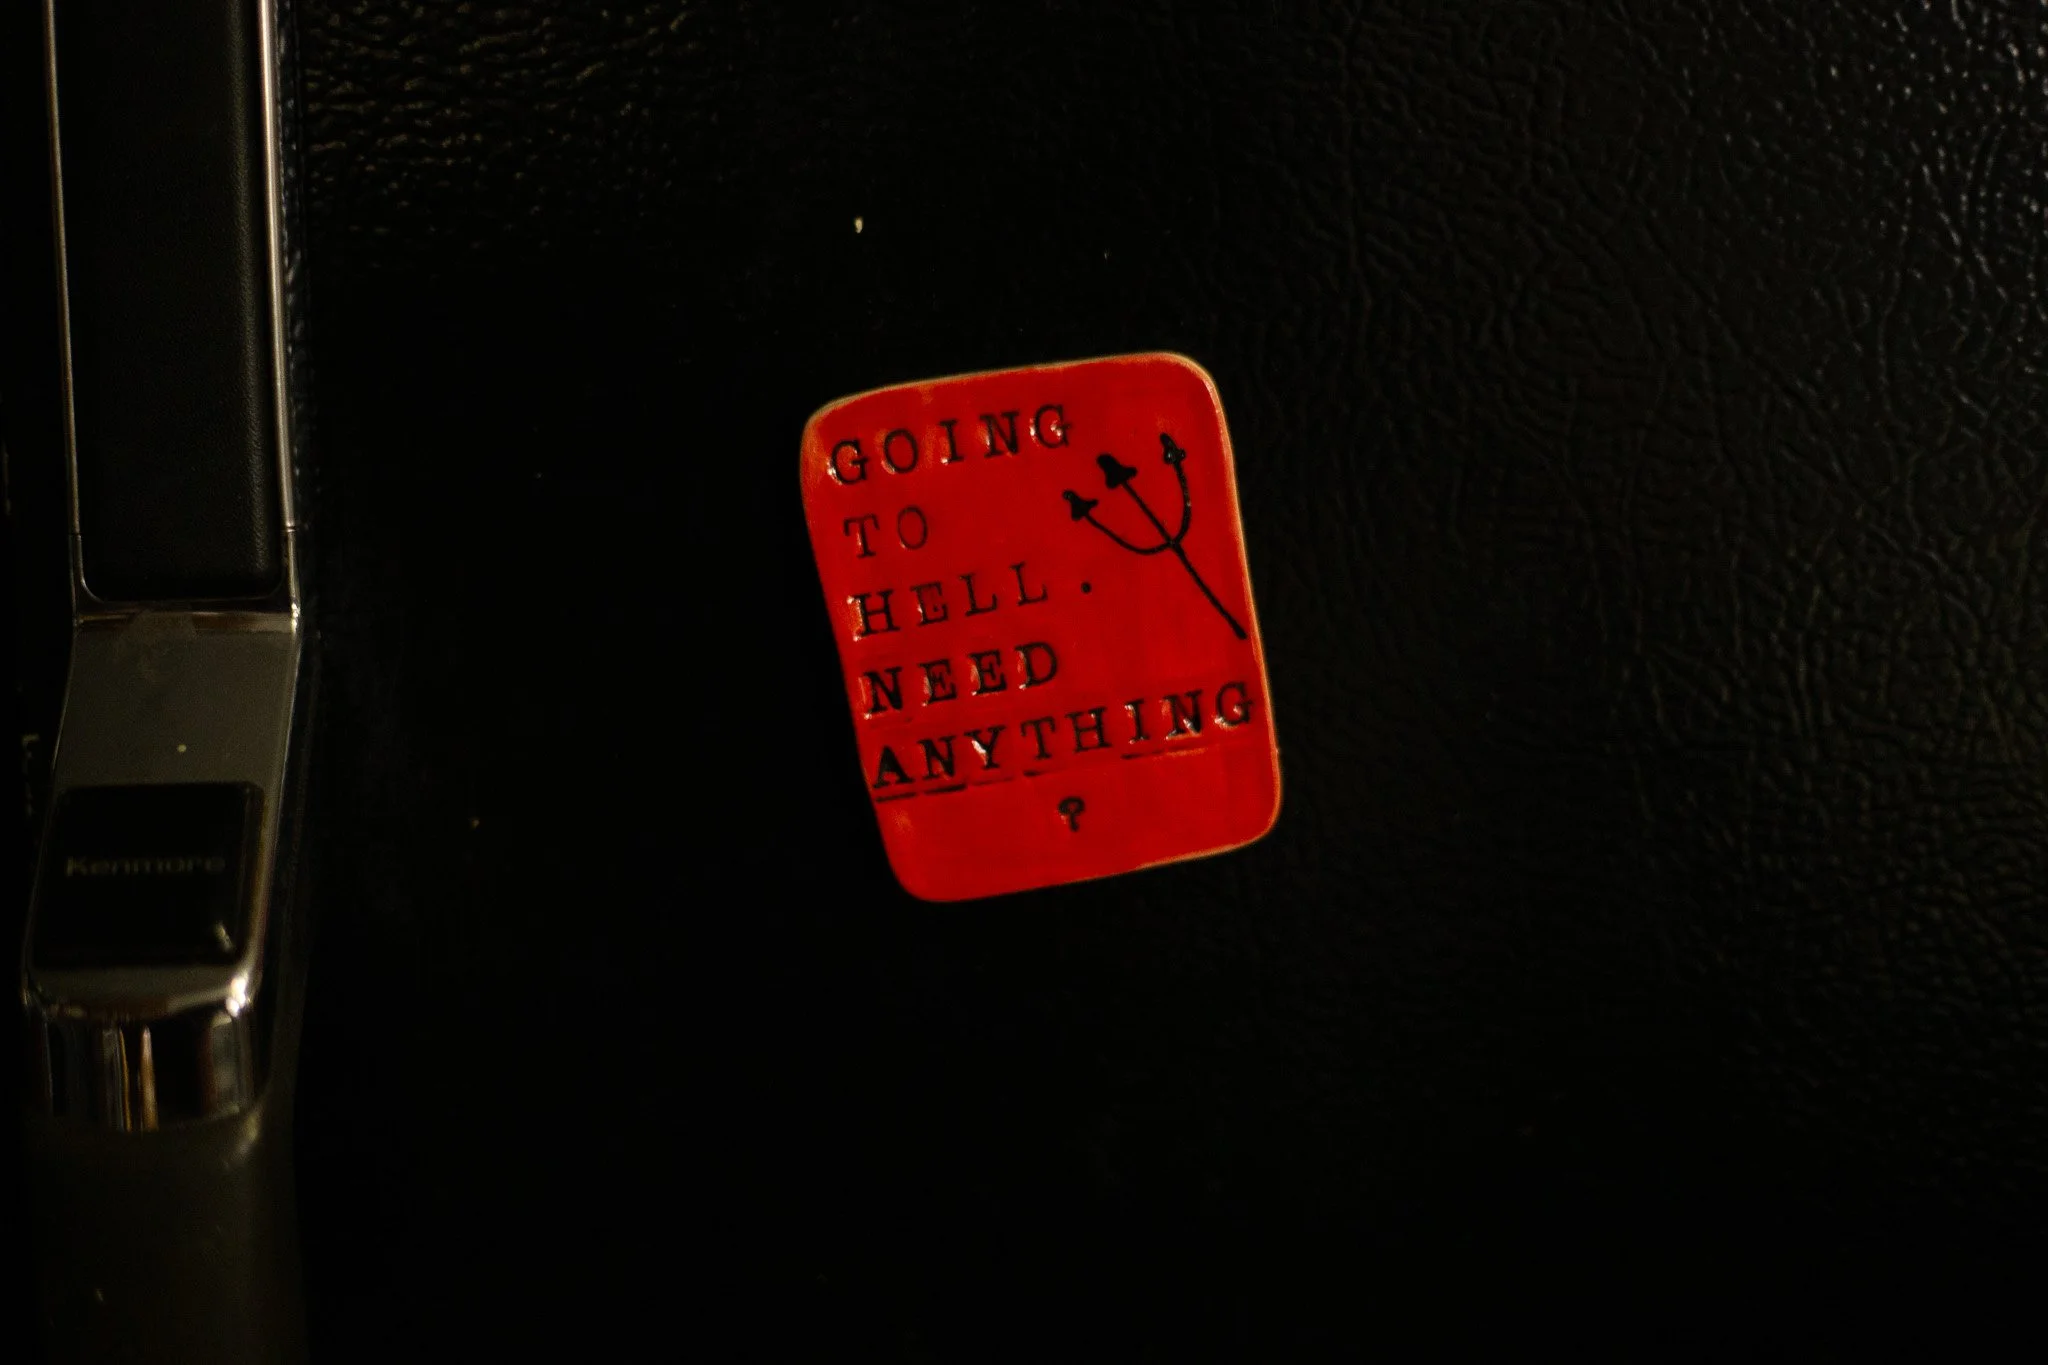 GOING
TO
HELL.
NEED
ANYTHING
?
Kenmore